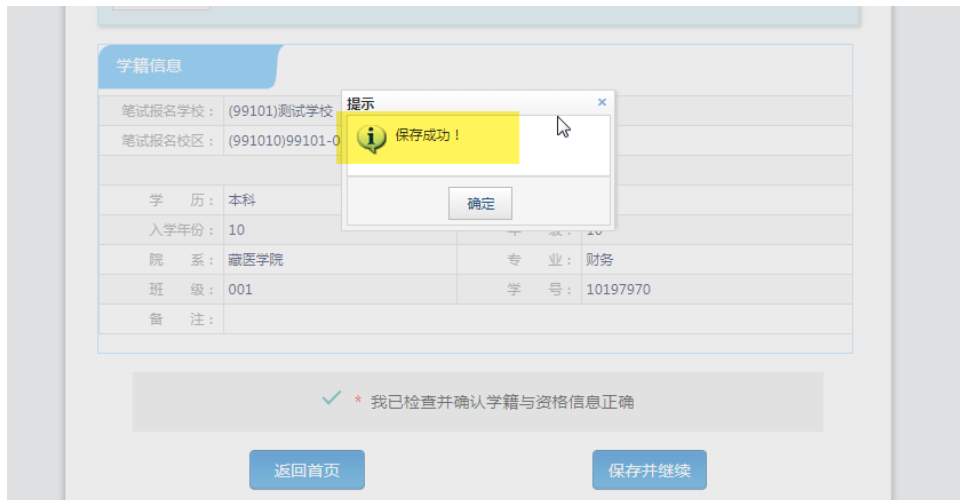 学籍信息
笔试报名学校： (99101)测试学校
笔试报名校区： (991010)99101-0
提示 ×
保存成功！
确定
学 历： 本科
入学年份： 10
院 系： 藏医学院 专 业： 财务
班 级： 001 学 号： 10197970
备 注：
* 我已检查并确认学籍与资格信息正确
返回首页 保存并继续